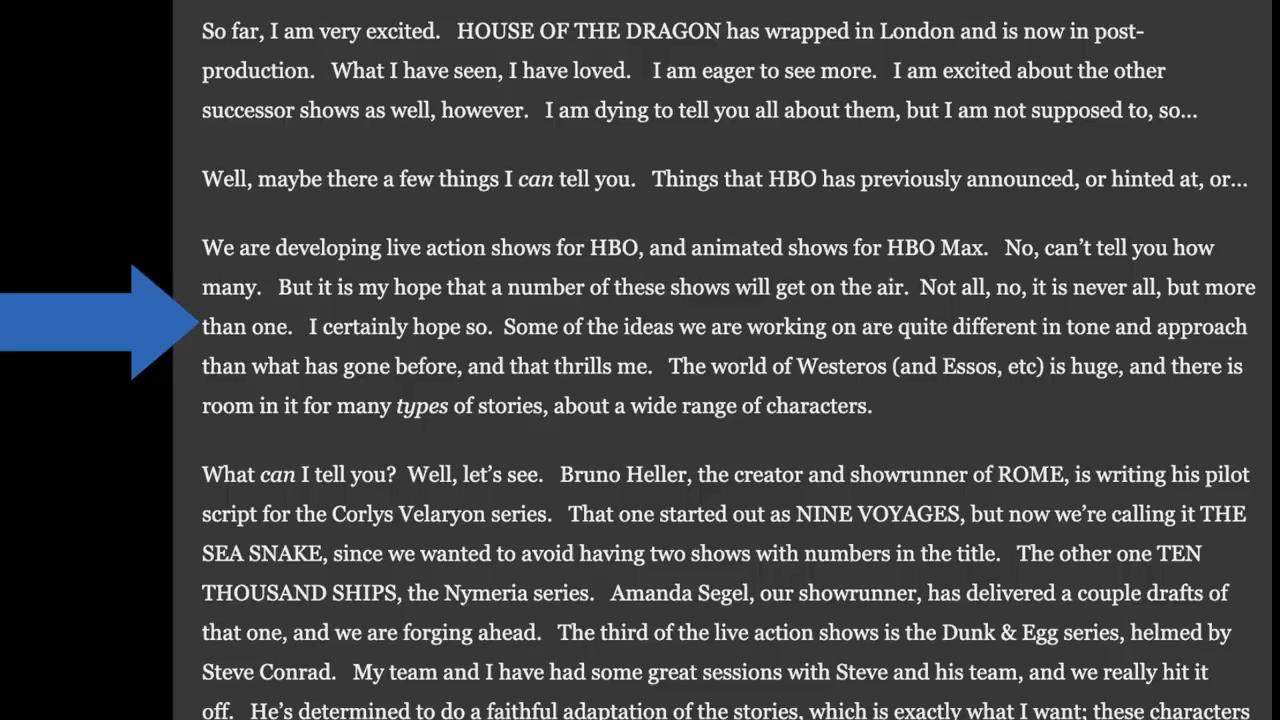 So far, I am very excited. HOUSE OF THE DRAGON has wrapped in London and is now in post-
production. What I have seen, I have loved. I am eager to see more. I am excited about the other
successor shows as well, however. I am dying to tell you all about them, but I am not supposed to, so...
Well, maybe there a few things I can tell you. Things that HBO has previously announced, or hinted at, or...
We are developing live action shows for HBO, and animated shows for HBO Max. No, can't tell you how
many. But it is my hope that a number of these shows will get on the air. Not all, no, it is never all, but more
than one. I certainly hope so. Some of the ideas we are working on are quite different in tone and approach
than what has gone before, and that thrills me. The world of Westeros (and Essos, etc) is huge, and there is
room in it for many types of stories, about a wide range of characters.
What can I tell you? Well, let's see. Bruno Heller, the creator and showrunner of ROME, is writing his pilot
script for the Corlys Velaryon series. That one started out as NINE VOYAGES, but now we're calling it THE
SEA SNAKE, since we wanted to avoid having two shows with numbers in the title. The other one TEN
THOUSAND SHIPS, the Nymeria series. Amanda Segel, our showrunner, has delivered a couple drafts of
that one, and we are forging ahead. The third of the live action shows is the Dunk & Egg series, helmed by
Steve Conrad. My team and I have had some great sessions with Steve and his team, and we really hit it
off. He's determined to do a faithful adaptation of the stories, which is exactly what I want; these characters